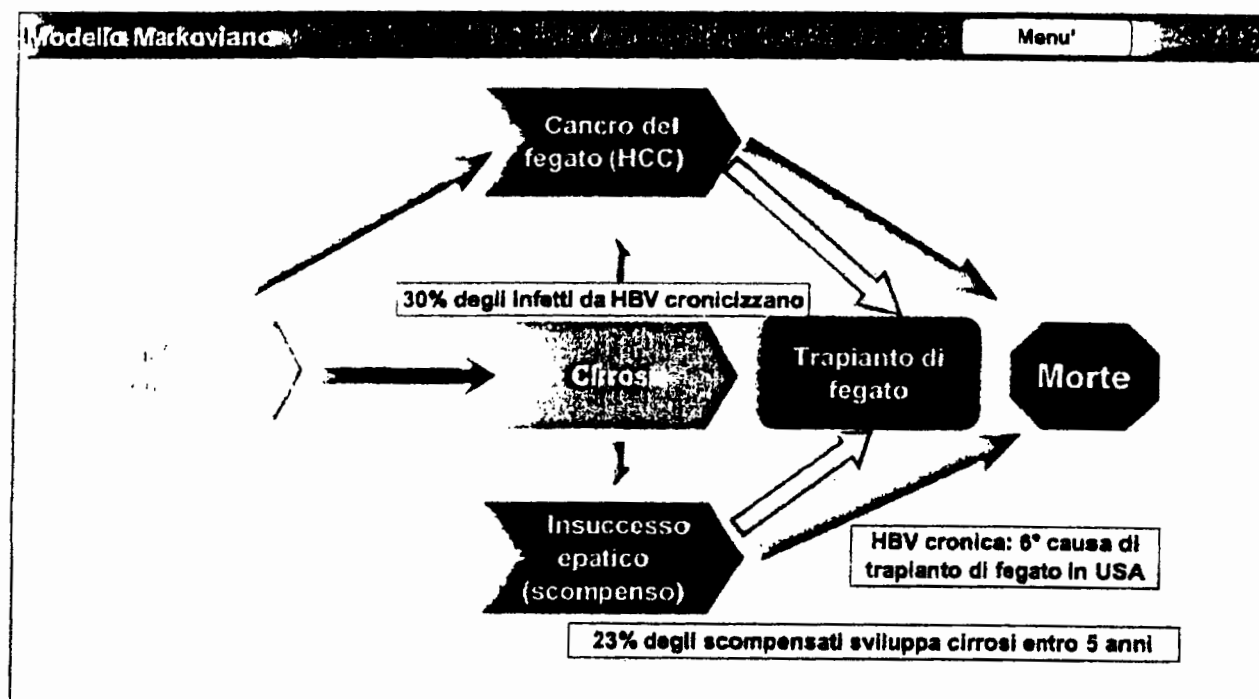 Modello Markoviano
Menu'
Cancro del
fegato (HCC)
30% degli infetti da HBV cronicizzano
Cirrosi
Trapianto di
fegato
Morte
Insuccesso
epatico
(scompenso)
HBV cronica: 6° causa di
trapianto di fegato in USA
23% degli scompensati sviluppa cirrosi entro 5 anni